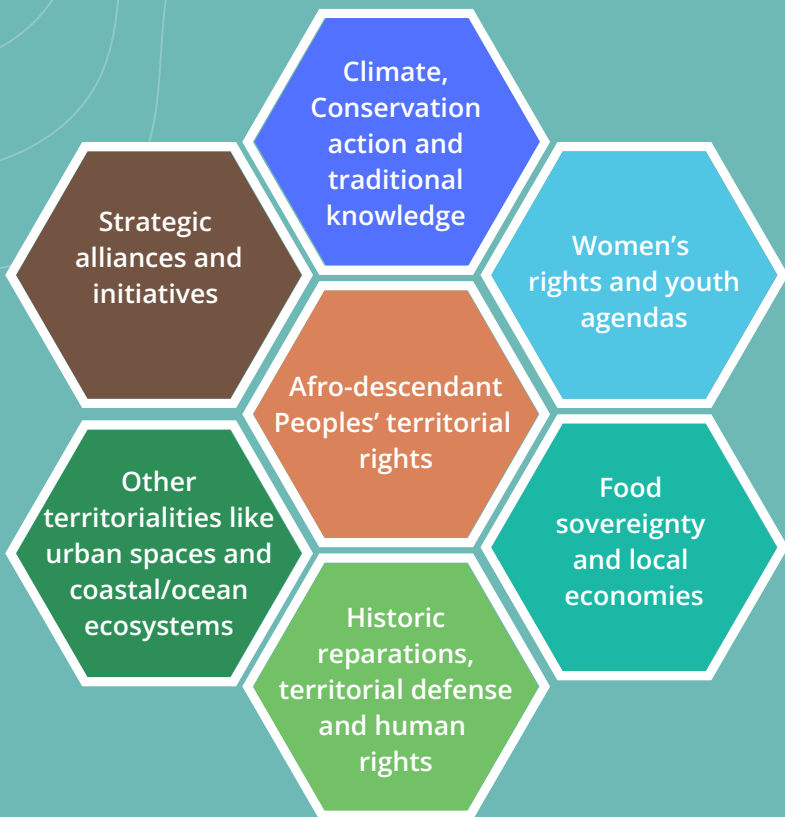 Climate,
Conservation
action and
traditional
knowledge
Strategic
alliances and
initiatives
Women’s
rights and youth
agendas
Afro-descendant
Peoples’ territorial
rights
Other
territorialities like
urban spaces and
coastal/ocean
ecosystems
Food
sovereignty
and local
economies
Historic
reparations,
territorial defense
and human
rights